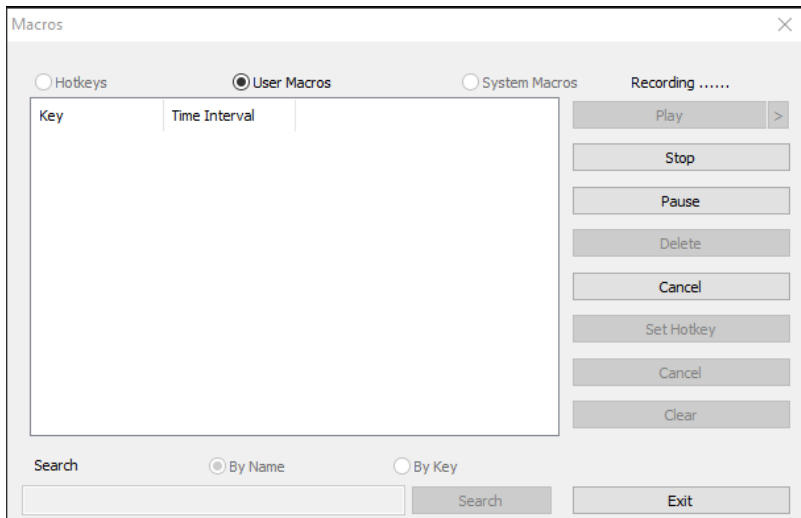 Macros
Hotkeys User Macros System Macros Recording ......
Key Time Interval
Play >
Stop
Pause
Delete
Cancel
Set Hotkey
Cancel
Clear
Search By Name By Key
Search Exit